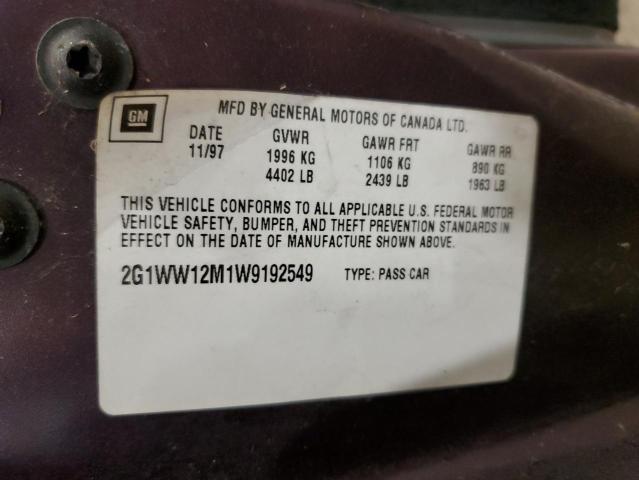 GM
MFD BY GENERAL MOTORS OF CANADA LTD.
DATE GVWR GAWR FRT GAWR RR
11/97 1996 KG 1106 KG 890 KG
4402 LB 2439 LB 1963 LB
THIS VEHICLE CONFORMS TO ALL APPLICABLE U.S. FEDERAL MOTOR
VEHICLE SAFETY, BUMPER, AND THEFT PREVENTION STANDARDS IN
EFFECT ON THE DATE OF MANUFACTURE SHOWN ABOVE.
2G1WW12M1W9192549 TYPE: PASS CAR